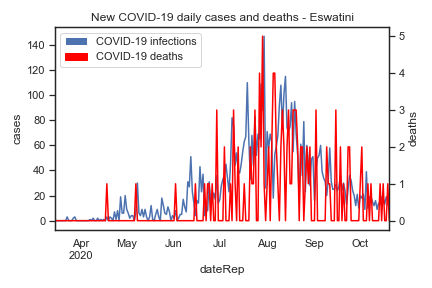 New COVID-19 daily cases and deaths - Eswatini
COVID-19 infections
COVID-19 deaths
cases
140
120
100
80
60
40
20
0
deaths
5
4
3
2
1
0
Apr
2020
May
Jun
Jul
Aug
Sep
Oct
dateRep